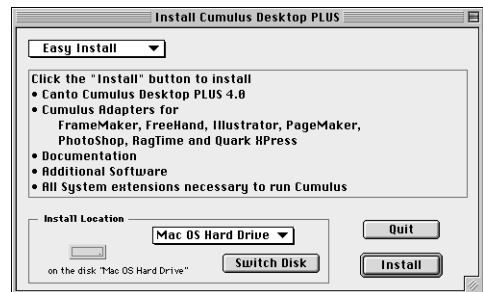 Install Cumulus Desktop PLUS
Easy Install
Click the "Install" button to install
• Canto Cumulus Desktop PLUS 4.0
• Cumulus Adapters for
FrameMaker, FreeHand, Illustrator, PageMaker,
PhotoShop, RagTime and Quark XPress
• Documentation
• Additional Software
• All System extensions necessary to run Cumulus
Install Location
Mac OS Hard Drive
on the disk "Mac OS Hard Drive"
Switch Disk
Quit
Install